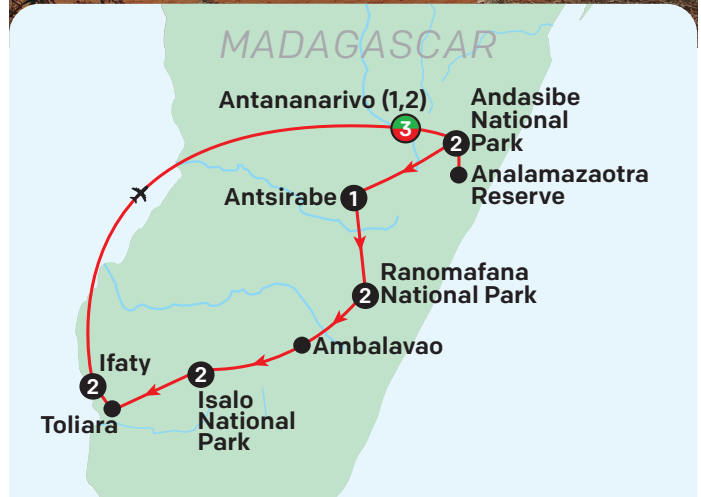 MADAGASCAR
Antananarivo (1,2)
3
Andasibe
National
Park
2
Analamazaotra
Reserve
Antsirabe
1
Ranomafana
National Park
2
Ambalavao
Ifaty
2
2
Isalo
National
Park
Toliara